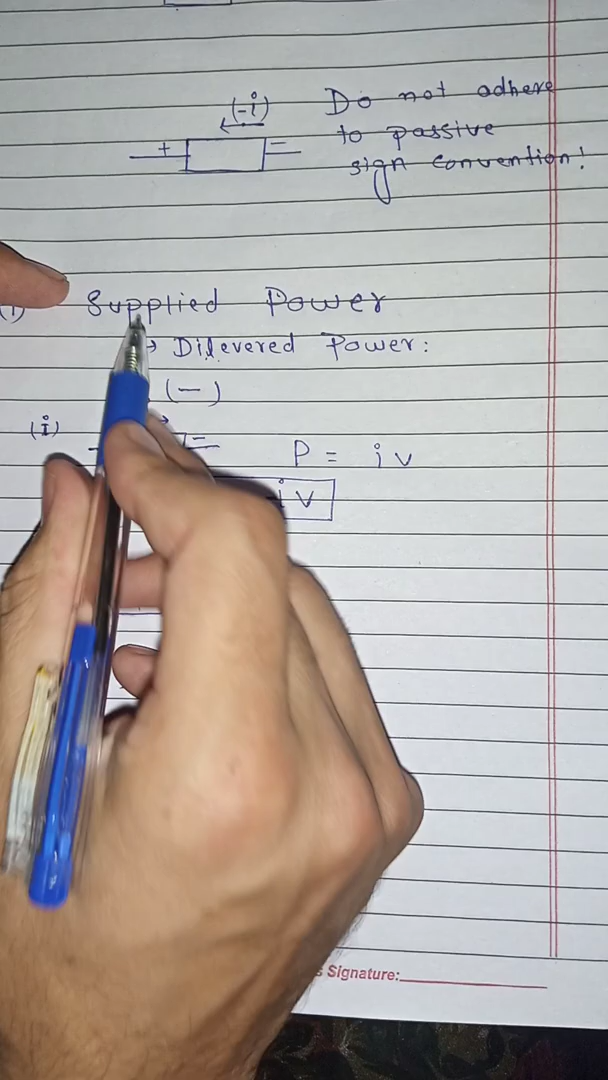 (-i)
Do not adhere
to passive
sign convention!
+ -
Supplied Power
Dilevered Power:
(-)
(i)
-
P = iv
iv
Signature: